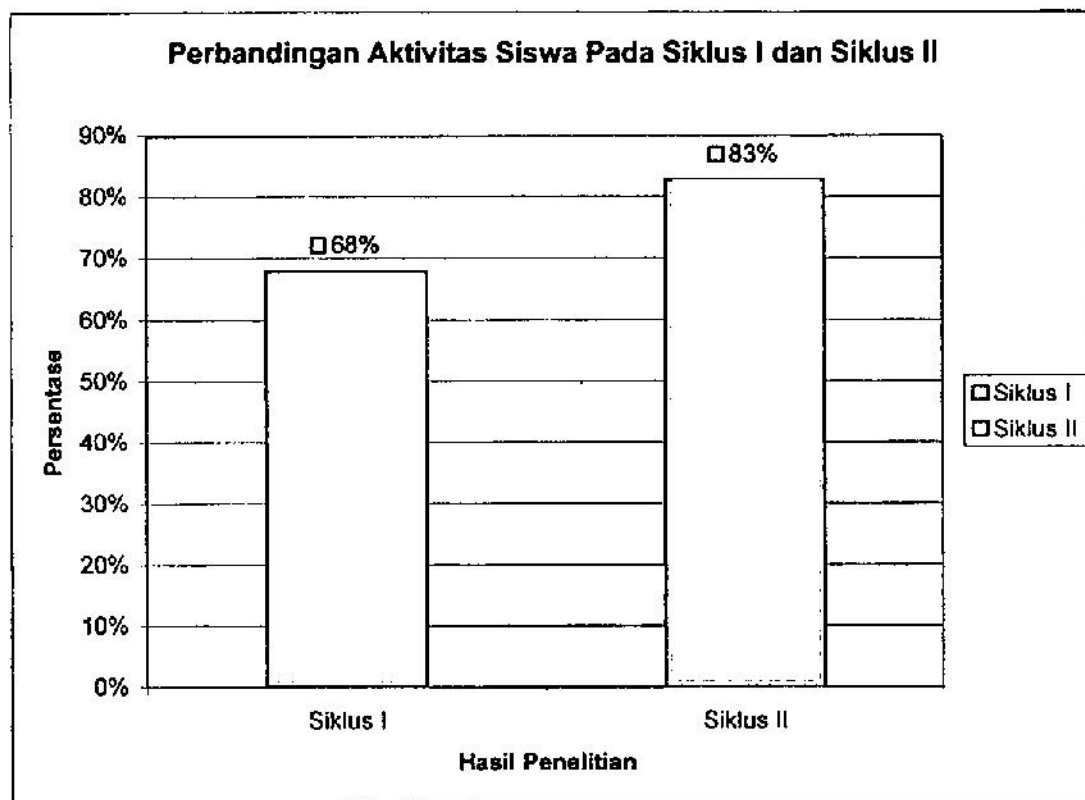 Perbandingan Aktivitas Siswa Pada Siklus I dan Siklus II
90%
80%
70%
60%
50%
40%
30%
20%
10%
0%
Persentase
68%
83%
Siklus I
Siklus II
Hasil Penelitian
Siklus I
Siklus II